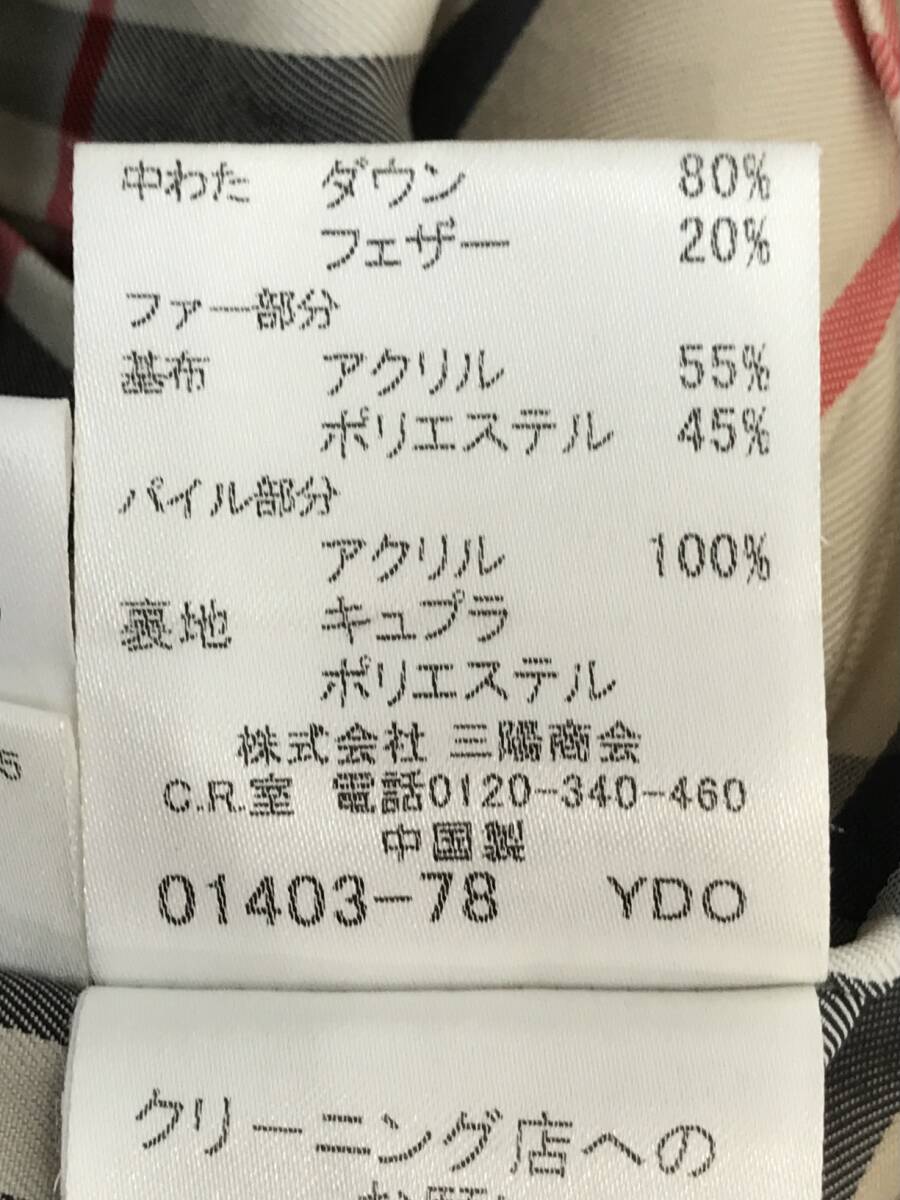 中わた ダウン 80%
フェザー 20%
ファー部分
基布 アクリル 55%
ポリエステル 45%
パイル部分
アクリル 100%
裏地 キュプラ
ポリエステル
株式会社 三陽商会
C.R.室 電話0120-340-460
中国製
01403-78 YDO
5
クリーニング店への